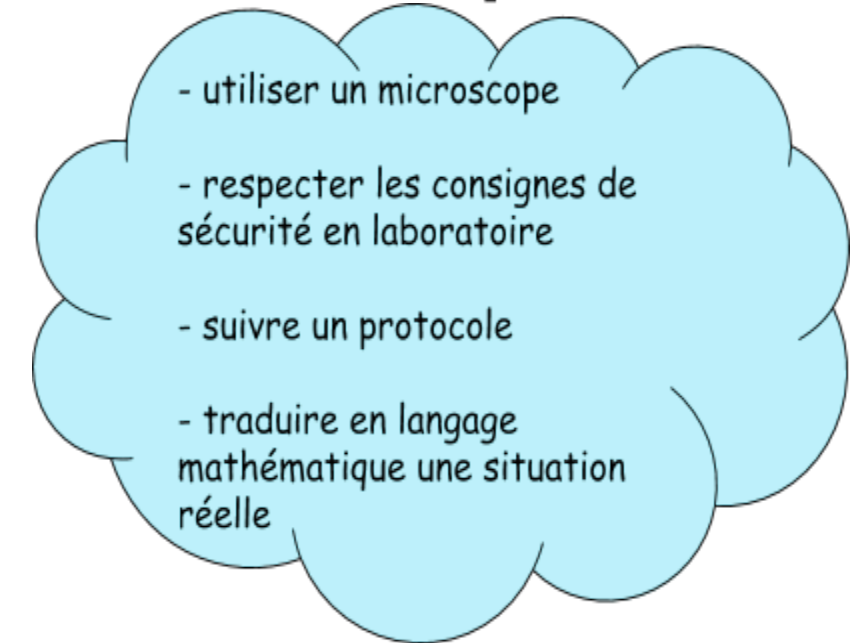 - utiliser un microscope
- respecter les consignes de
sécurité en laboratoire
- suivre un protocole
- traduire en langage
mathématique une situation
réelle